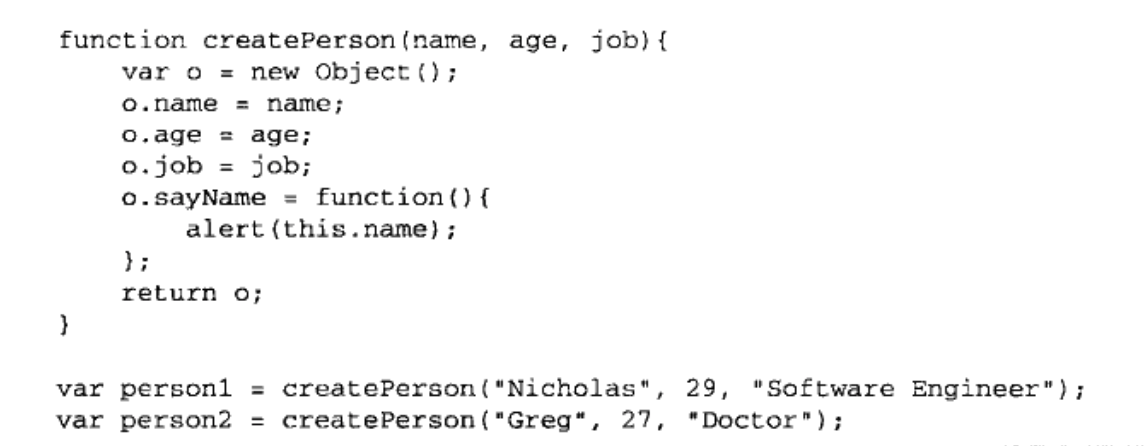 function createPerson(name, age, job){
    var o = new Object();
    o.name = name;
    o.age = age;
    o.job = job;
    o.sayName = function(){
        alert(this.name);
    };
    return o;
}
var person1 = createPerson("Nicholas", 29, "Software Engineer");
var person2 = createPerson("Greg", 27, "Doctor");